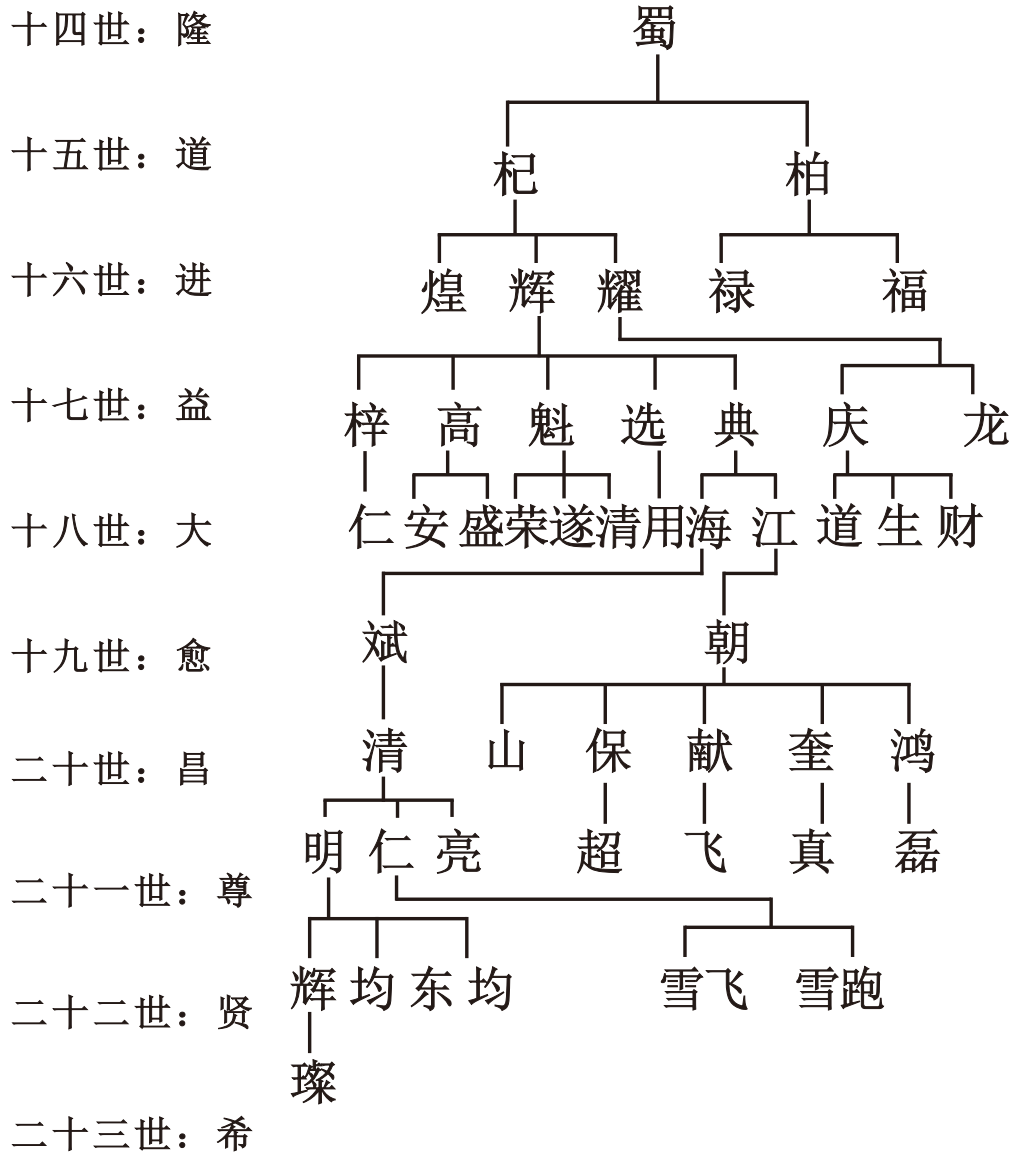 十四世：隆 蜀
十五世：道 杞 柏
十六世：进 煌 辉 耀 禄 福
十七世：益 梓 高 魁 选 典 庆 龙
十八世：大 仁 安 盛 荣 遂 清 用 海 江 道 生 财
十九世：愈 斌 朝
二十世：昌 清 山 保 献 奎 鸿
明 仁 亮 超 飞 真 磊
二十一世：尊
辉 均 东 均 雪飞 雪跑
二十二世：贤
璨
二十三世：希